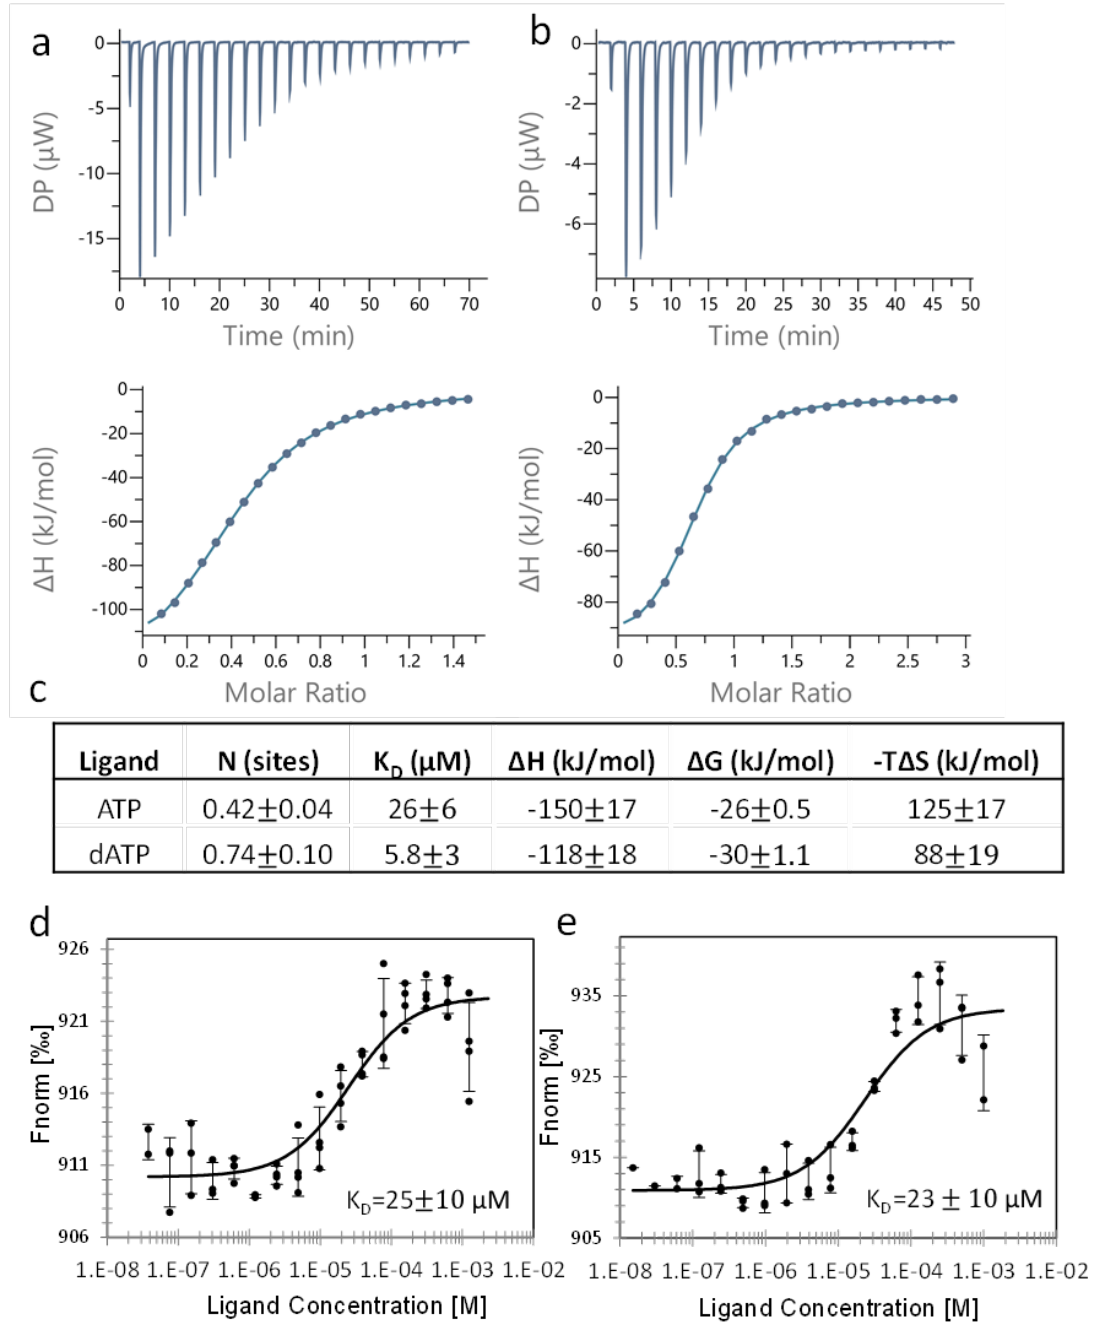 a
b
0
-5
-10
-15
DP (µW)
0 10 20 30 40 50 60 70
Time (min)
0
-2
-4
-6
DP (µW)
0 5 10 15 20 25 30 35 40 45 50
Time (min)
0
-20
-40
-60
-80
-100
ΔH (kJ/mol)
0 0.2 0.4 0.6 0.8 1 1.2 1.4
Molar Ratio
0
-20
-40
-60
-80
ΔH (kJ/mol)
0 0.5 1 1.5 2 2.5 3
Molar Ratio
c
Ligand N (sites) K_D (µM) ΔH (kJ/mol) ΔG (kJ/mol) -TΔS (kJ/mol)
ATP 0.42±0.04 26±6 -150±17 -26±0.5 125±17
dATP 0.74±0.10 5.8±3 -118±18 -30±1.1 88±19
d
e
926
921
916
911
906
Fnorm [‰]
K_D=25±10 µM
1.E-08 1.E-07 1.E-06 1.E-05 1.E-04 1.E-03 1.E-02
Ligand Concentration [M]
935
925
915
905
Fnorm [‰]
K_D=23 ± 10 µM
1.E-08 1.E-07 1.E-06 1.E-05 1.E-04 1.E-03 1.E-02
Ligand Concentration [M]